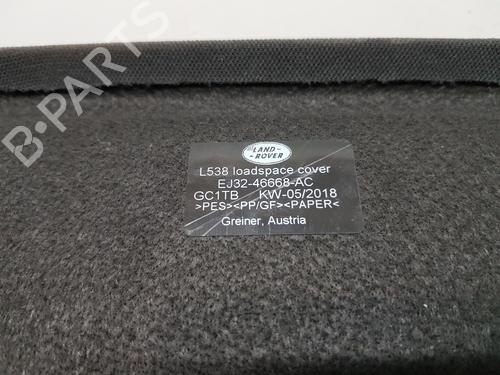 LAND-
ROVER
L538 loadspace cover
EJ32-46668-AC
GC1TB KW-05/2018
>PES><PP/GF><PAPER<
Greiner, Austria
B-PARTS